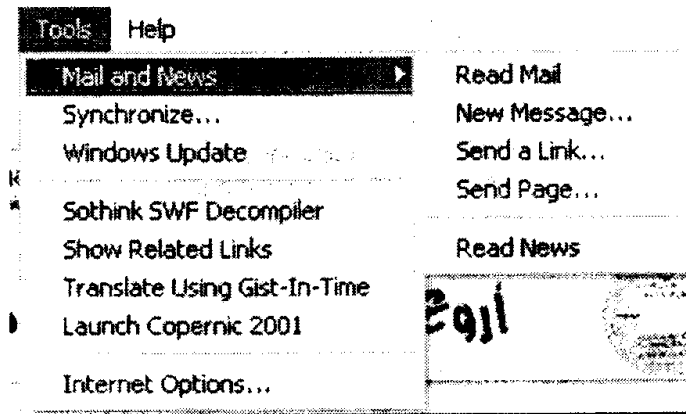 Tools Help
Mail and News
Synchronize...
Windows Update
Sothink SWF Decompiler
Show Related Links
Translate Using Gist-In-Time
Launch Copernic 2001
Internet Options...
Read Mail
New Message...
Send a Link...
Send Page...
Read News